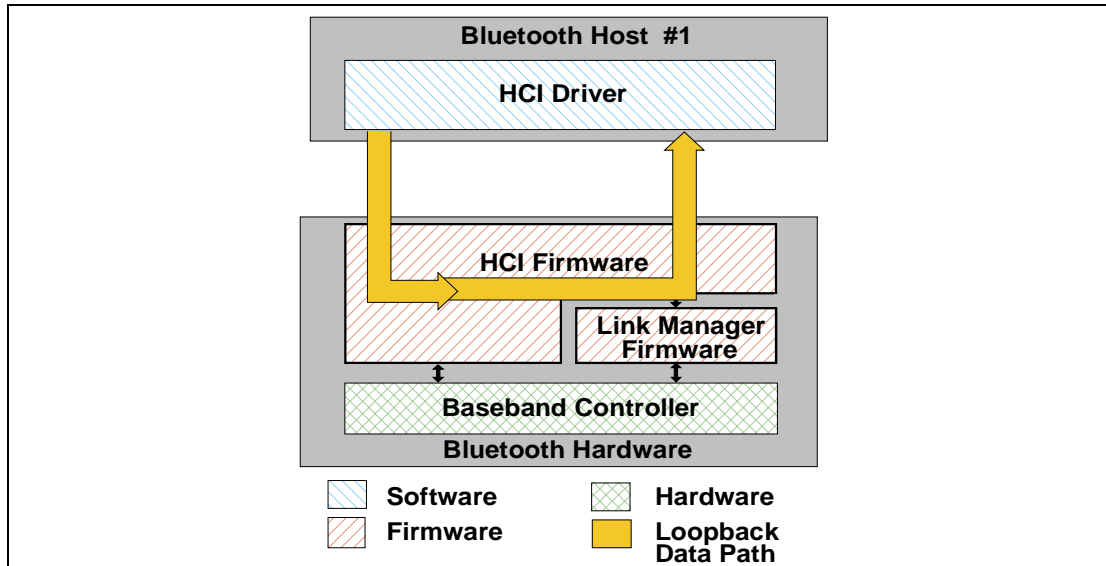 Bluetooth Host #1
HCI Driver
HCI Firmware
Link Manager
Firmware
Baseband Controller
Bluetooth Hardware
Software
Hardware
Firmware
Loopback
Data Path